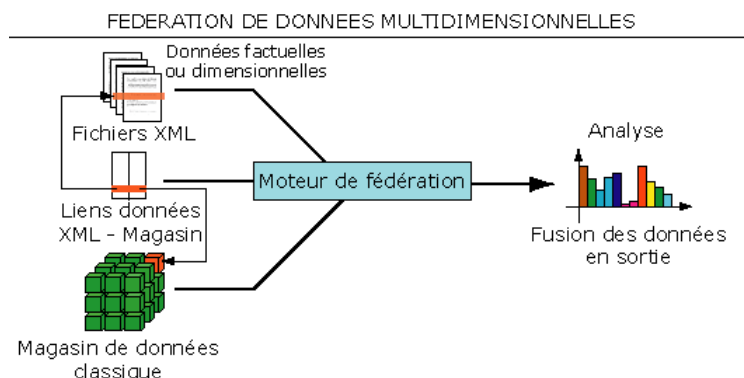 FEDERATION DE DONNEES MULTIDIMENSIONNELLES
Données factuelles
ou dimensionnelles
Fichiers XML
Liens données
XML - Magasin
Magasin de données
classique
Moteur de fédération
Analyse
Fusion des données
en sortie